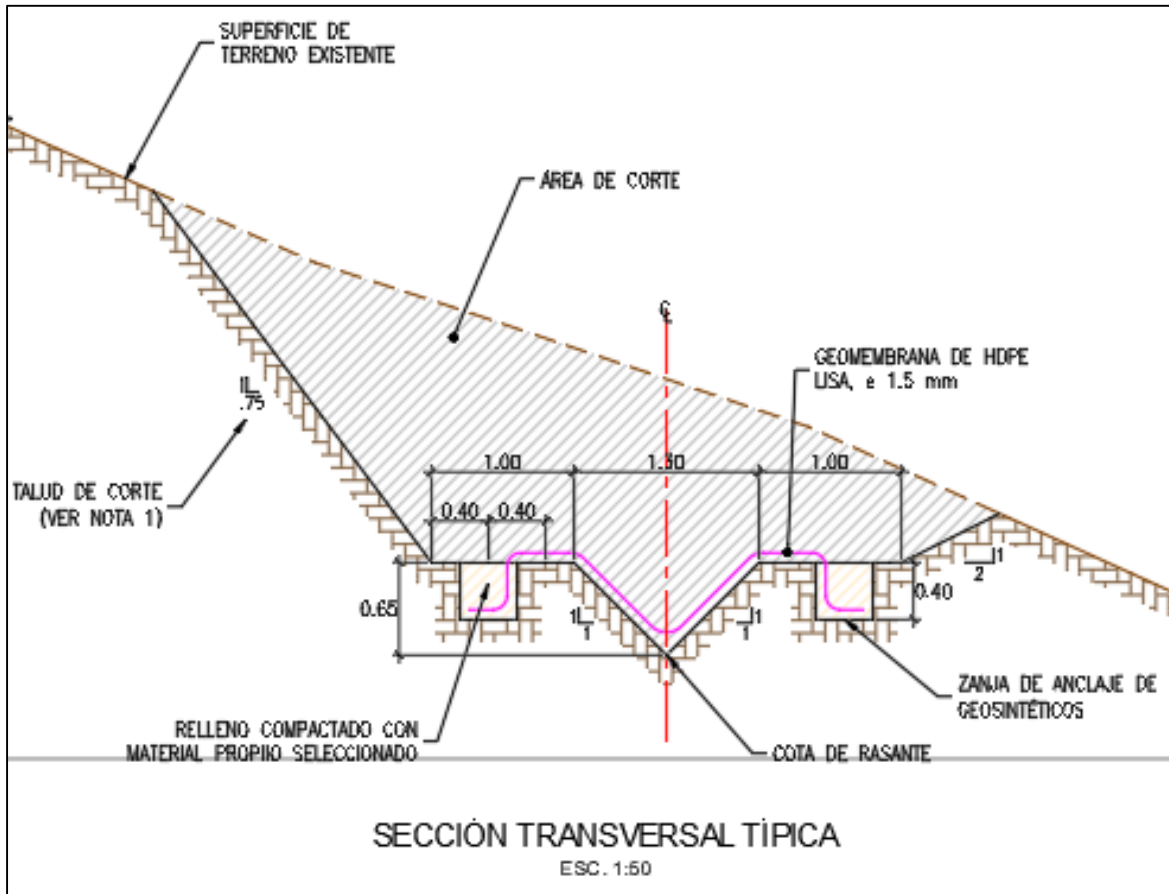 SUPERFICIE DE
TERRENO EXISTENTE
ÁREA DE CORTE
℄
GEOMEMBRANA DE HDPE
LISA, e 1.5 mm
1
.75
TALUD DE CORTE
(VER NOTA 1)
1.00
1.30
1.00
0.40
0.40
0.65
1
1
1
1
1
2
0.40
ZANJA DE ANCLAJE DE
GEOSINTÉTICOS
RELLENO COMPACTADO CON
MATERIAL PROPIO SELECCIONADO
COTA DE RASANTE
SECCIÓN TRANSVERSAL TÍPICA
ESC. 1:50